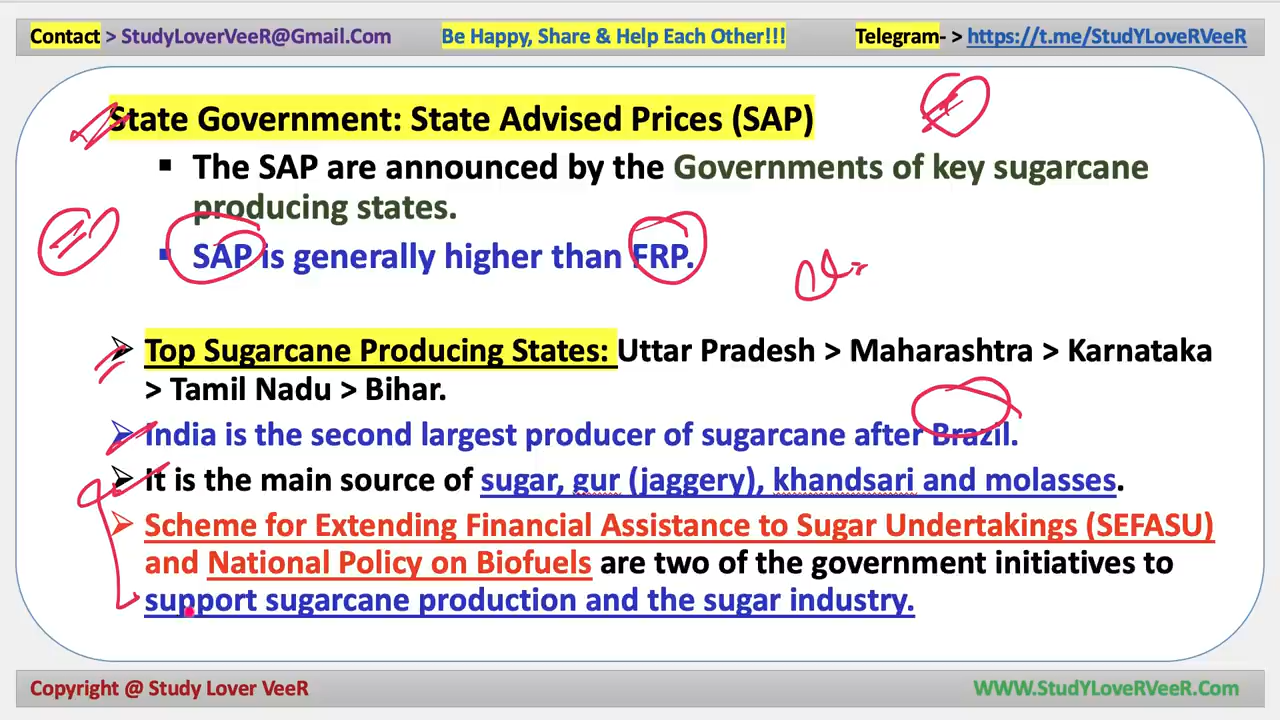 Contact > StudyLoverVeeR@Gmail.Com Be Happy, Share & Help Each Other!!! Telegram- > https://t.me/StudYLoveRVeeR
State Government: State Advised Prices (SAP)
▪ The SAP are announced by the Governments of key sugarcane
producing states.
▪ SAP is generally higher than FRP.
➢ Top Sugarcane Producing States: Uttar Pradesh > Maharashtra > Karnataka
> Tamil Nadu > Bihar.
➢ India is the second largest producer of sugarcane after Brazil.
➢ It is the main source of sugar, gur (jaggery), khandsari and molasses.
➢ Scheme for Extending Financial Assistance to Sugar Undertakings (SEFASU)
and National Policy on Biofuels are two of the government initiatives to
support sugarcane production and the sugar industry.
Copyright @ Study Lover VeeR WWW.StudYLoveRVeeR.Com